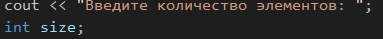 cout << "Введите количество элементов: ";
int size;